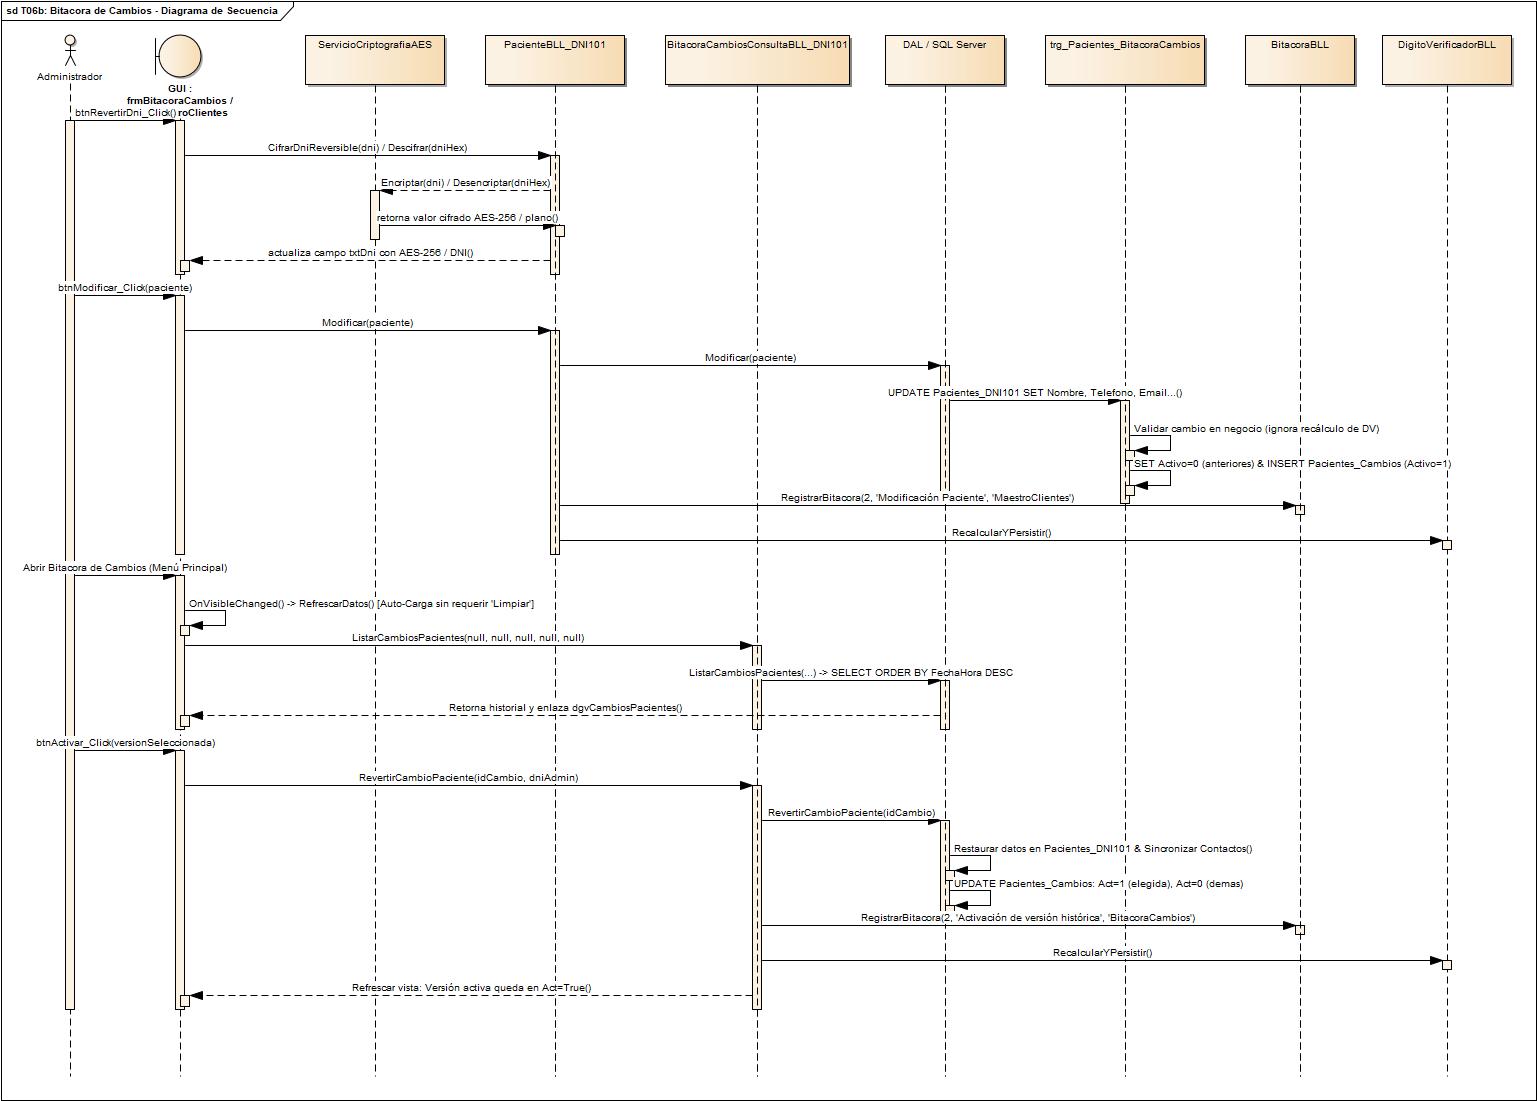 sd T06b: Bitacora de Cambios - Diagrama de Secuencia
Administrador
GUI :
frmBitacoraCambios /
roClientes
ServicioCriptografiaAES
PacienteBLL_DNI101
BitacoraCambiosConsultaBLL_DNI101
DAL / SQL Server
trg_Pacientes_BitacoraCambios
BitacoraBLL
DigitoVerificadorBLL
btnRevertirDni_Click()
CifrarDniReversible(dni) / Descifrar(dniHex)
Encriptar(dni) / Desencriptar(dniHex)
retorna valor cifrado AES-256 / plano()
actualiza campo txtDni con AES-256 / DNI()
btnModificar_Click(paciente)
Modificar(paciente)
Modificar(paciente)
UPDATE Pacientes_DNI101 SET Nombre, Telefono, Email...()
Validar cambio en negocio (ignora recálculo de DV)
SET Activo=0 (anteriores) & INSERT Pacientes_Cambios (Activo=1)
RegistrarBitacora(2, 'Modificación Paciente', 'MaestroClientes')
RecalcularYPersistir()
Abrir Bitacora de Cambios (Menú Principal)
OnVisibleChanged() -> RefrescarDatos() [Auto-Carga sin requerir 'Limpiar']
ListarCambiosPacientes(null, null, null, null, null)
ListarCambiosPacientes(...) -> SELECT ORDER BY FechaHora DESC
Retorna historial y enlaza dgvCambiosPacientes()
btnActivar_Click(versionSeleccionada)
RevertirCambioPaciente(idCambio, dniAdmin)
RevertirCambioPaciente(idCambio)
Restaurar datos en Pacientes_DNI101 & Sincronizar Contactos()
UPDATE Pacientes_Cambios: Act=1 (elegida), Act=0 (demas)
RegistrarBitacora(2, 'Activación de versión histórica', 'BitacoraCambios')
RecalcularYPersistir()
Refrescar vista: Versión activa queda en Act=True()